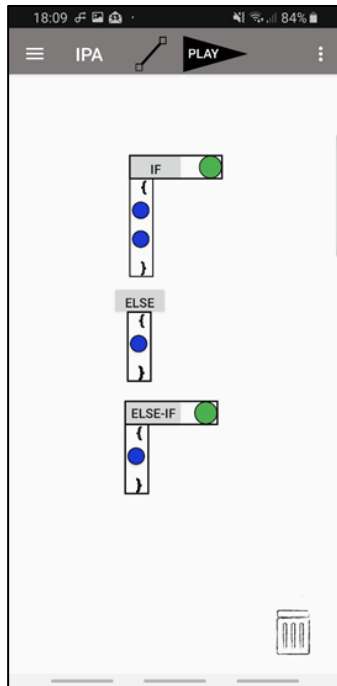 18:09 84%
IPA PLAY
IF
{
}
ELSE
{
}
ELSE-IF
{
}